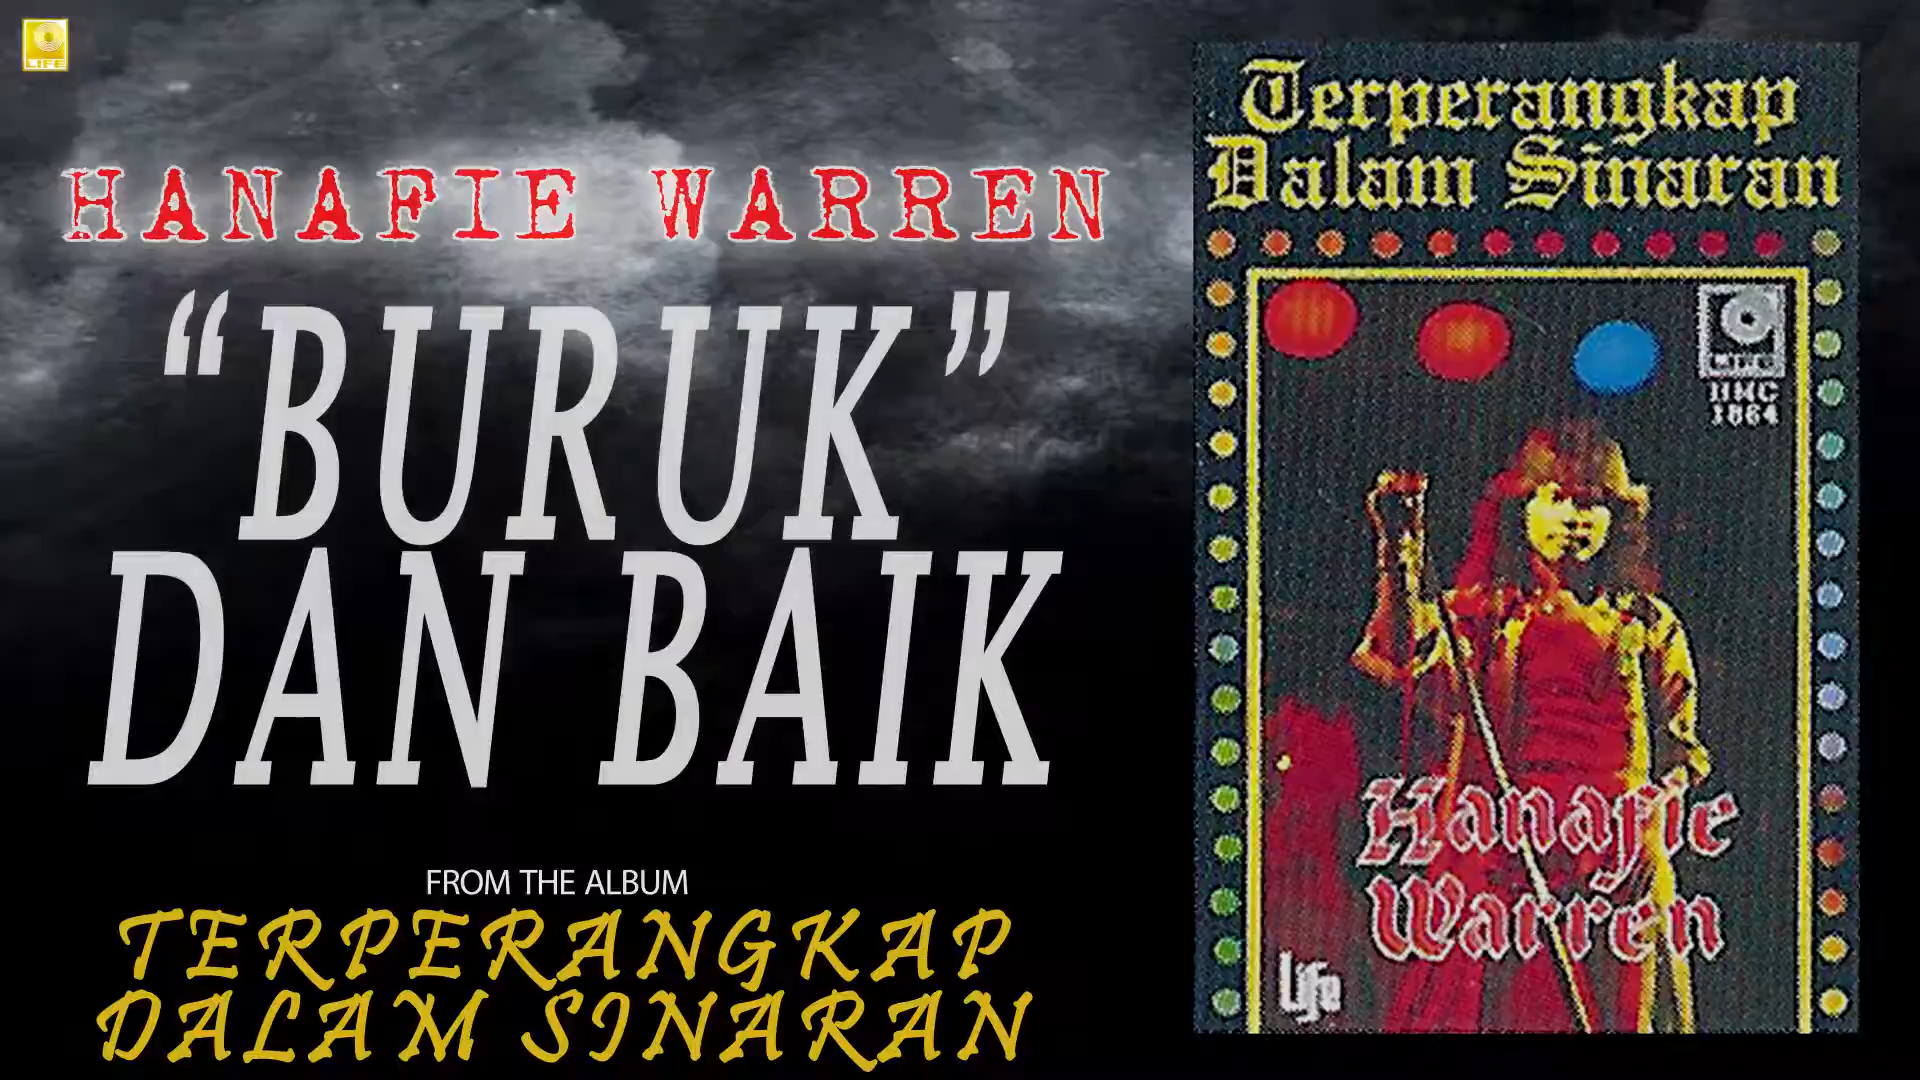 LIFE
HANAFIE WARREN
“BURUK”
DAN BAIK
FROM THE ALBUM
TERPERANGKAP
DALAM SINARAN
Terperangkap
Dalam Sinaran
HMC
1864
Hanafie
Warren
Life